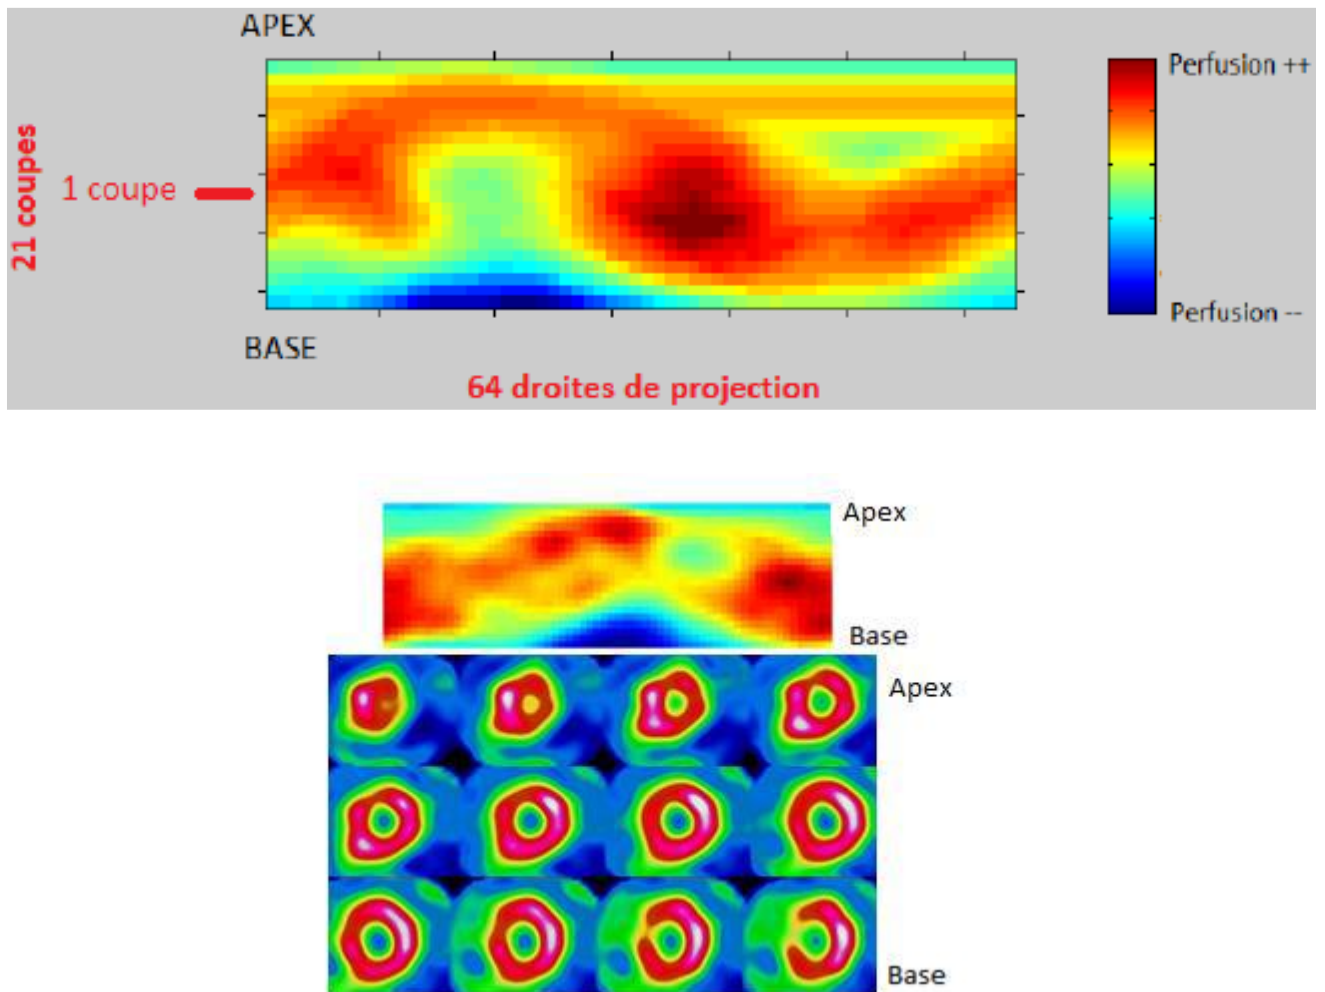 APEX
Perfusion ++
21 coupes
1 coupe
Perfusion --
BASE
64 droites de projection
Apex
Base
Apex
Base